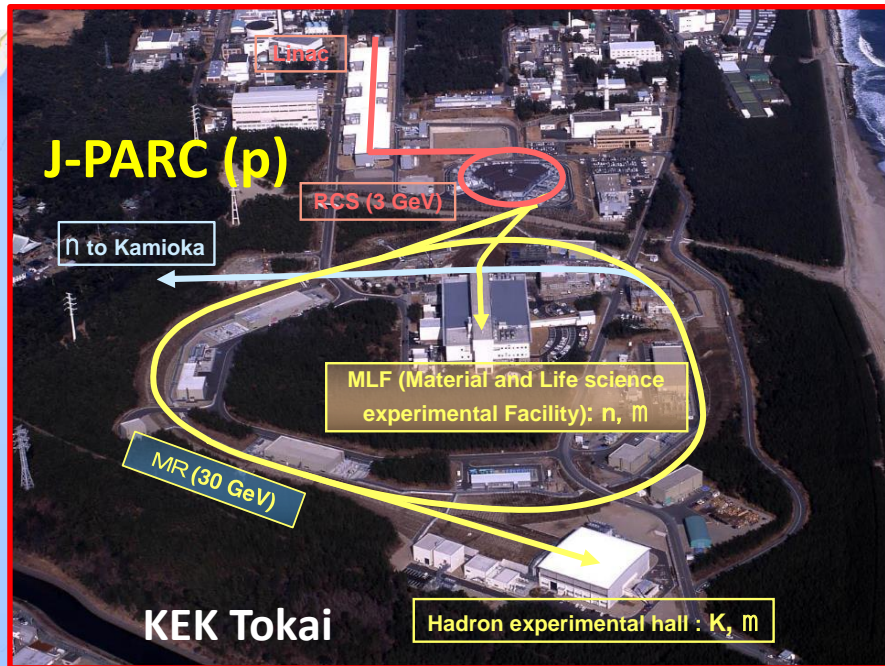 Linac
J-PARC (p)
RCS (3 GeV)
n to Kamioka
MLF (Material and Life science
experimental Facility): n, m
MR (30 GeV)
KEK Tokai
Hadron experimental hall : K, m